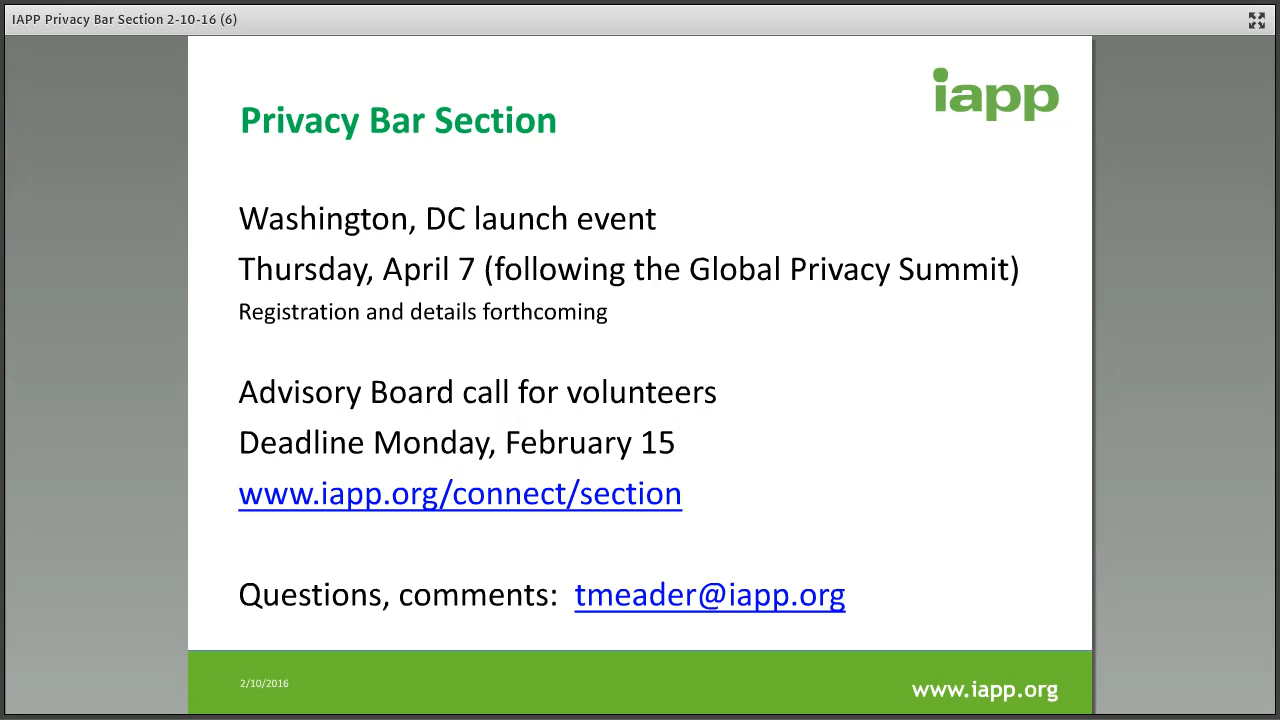 IAPP Privacy Bar Section 2-10-16 (6)
iapp
Privacy Bar Section
Washington, DC launch event
Thursday, April 7 (following the Global Privacy Summit)
Registration and details forthcoming
Advisory Board call for volunteers
Deadline Monday, February 15
www.iapp.org/connect/section
Questions, comments: tmeader@iapp.org
2/10/2016
www.iapp.org